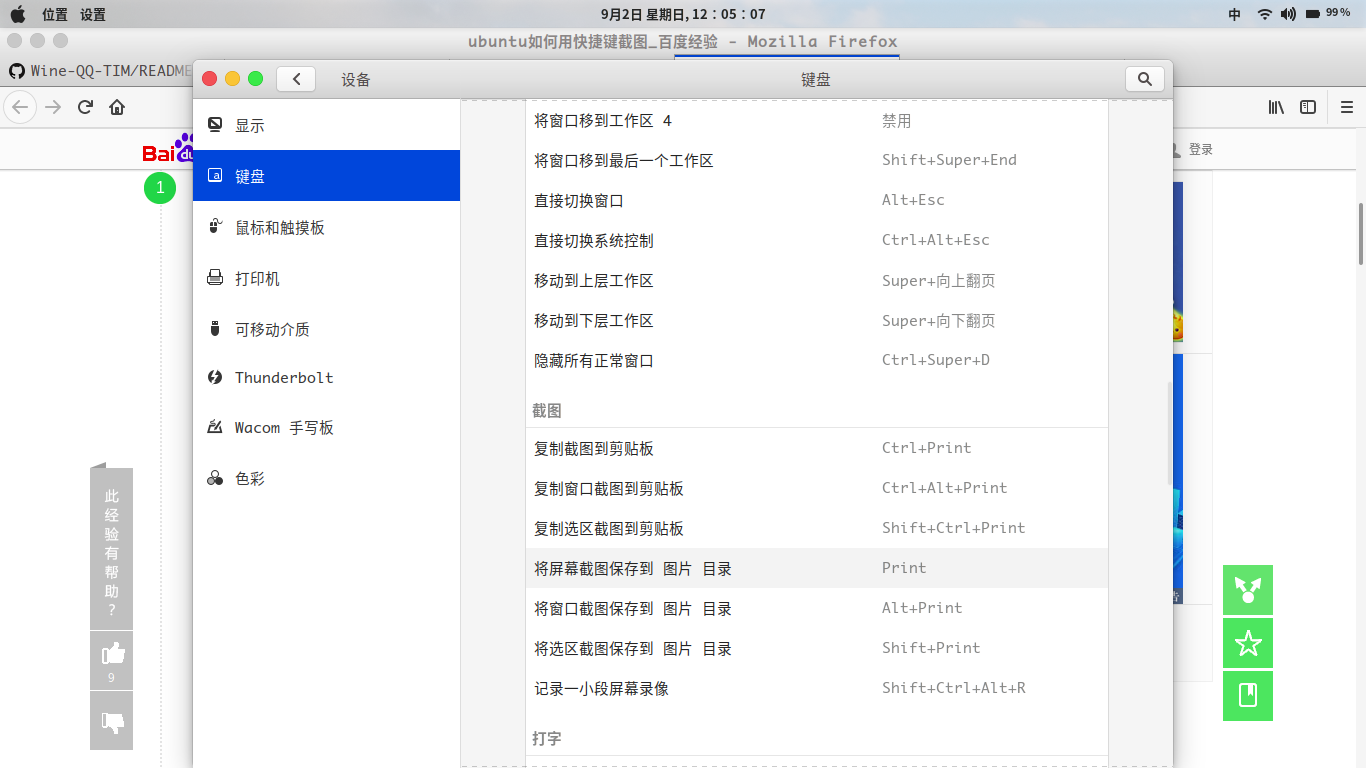 位置 设置
9月2日 星期日, 12:05:07
中
99%
ubuntu如何用快捷键截图_百度经验 - Mozilla Firefox
Wine-QQ-TIM/README
设备
键盘
Bai du
登录
1
显示
键盘
鼠标和触摸板
打印机
可移动介质
Thunderbolt
Wacom 手写板
色彩
将窗口移到工作区 4 禁用
将窗口移到最后一个工作区 Shift+Super+End
直接切换窗口 Alt+Esc
直接切换系统控制 Ctrl+Alt+Esc
移动到上层工作区 Super+向上翻页
移动到下层工作区 Super+向下翻页
隐藏所有正常窗口 Ctrl+Super+D
截图
复制截图到剪贴板 Ctrl+Print
复制窗口截图到剪贴板 Ctrl+Alt+Print
复制选区截图到剪贴板 Shift+Ctrl+Print
将屏幕截图保存到 图片 目录 Print
将窗口截图保存到 图片 目录 Alt+Print
将选区截图保存到 图片 目录 Shift+Print
记录一小段屏幕录像 Shift+Ctrl+Alt+R
打字
此
经
验
有
帮
助
?
9
告